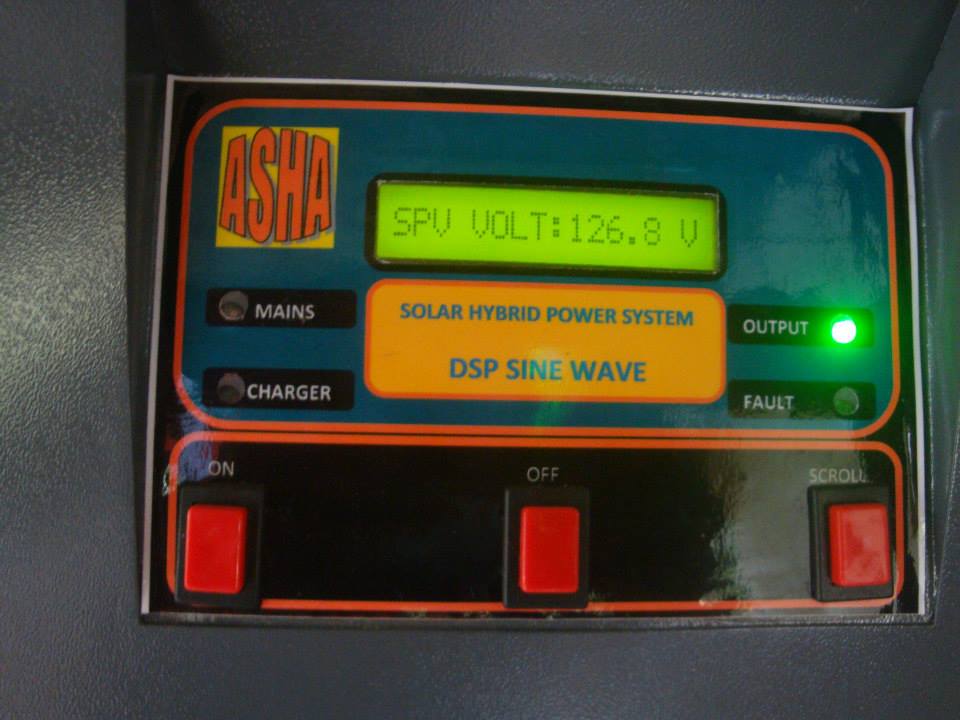 ASHA
SPV VOLT:126.8 V
MAINS
SOLAR HYBRID POWER SYSTEM
OUTPUT
DSP SINE WAVE
CHARGER
FAULT
ON
OFF
SCROLL